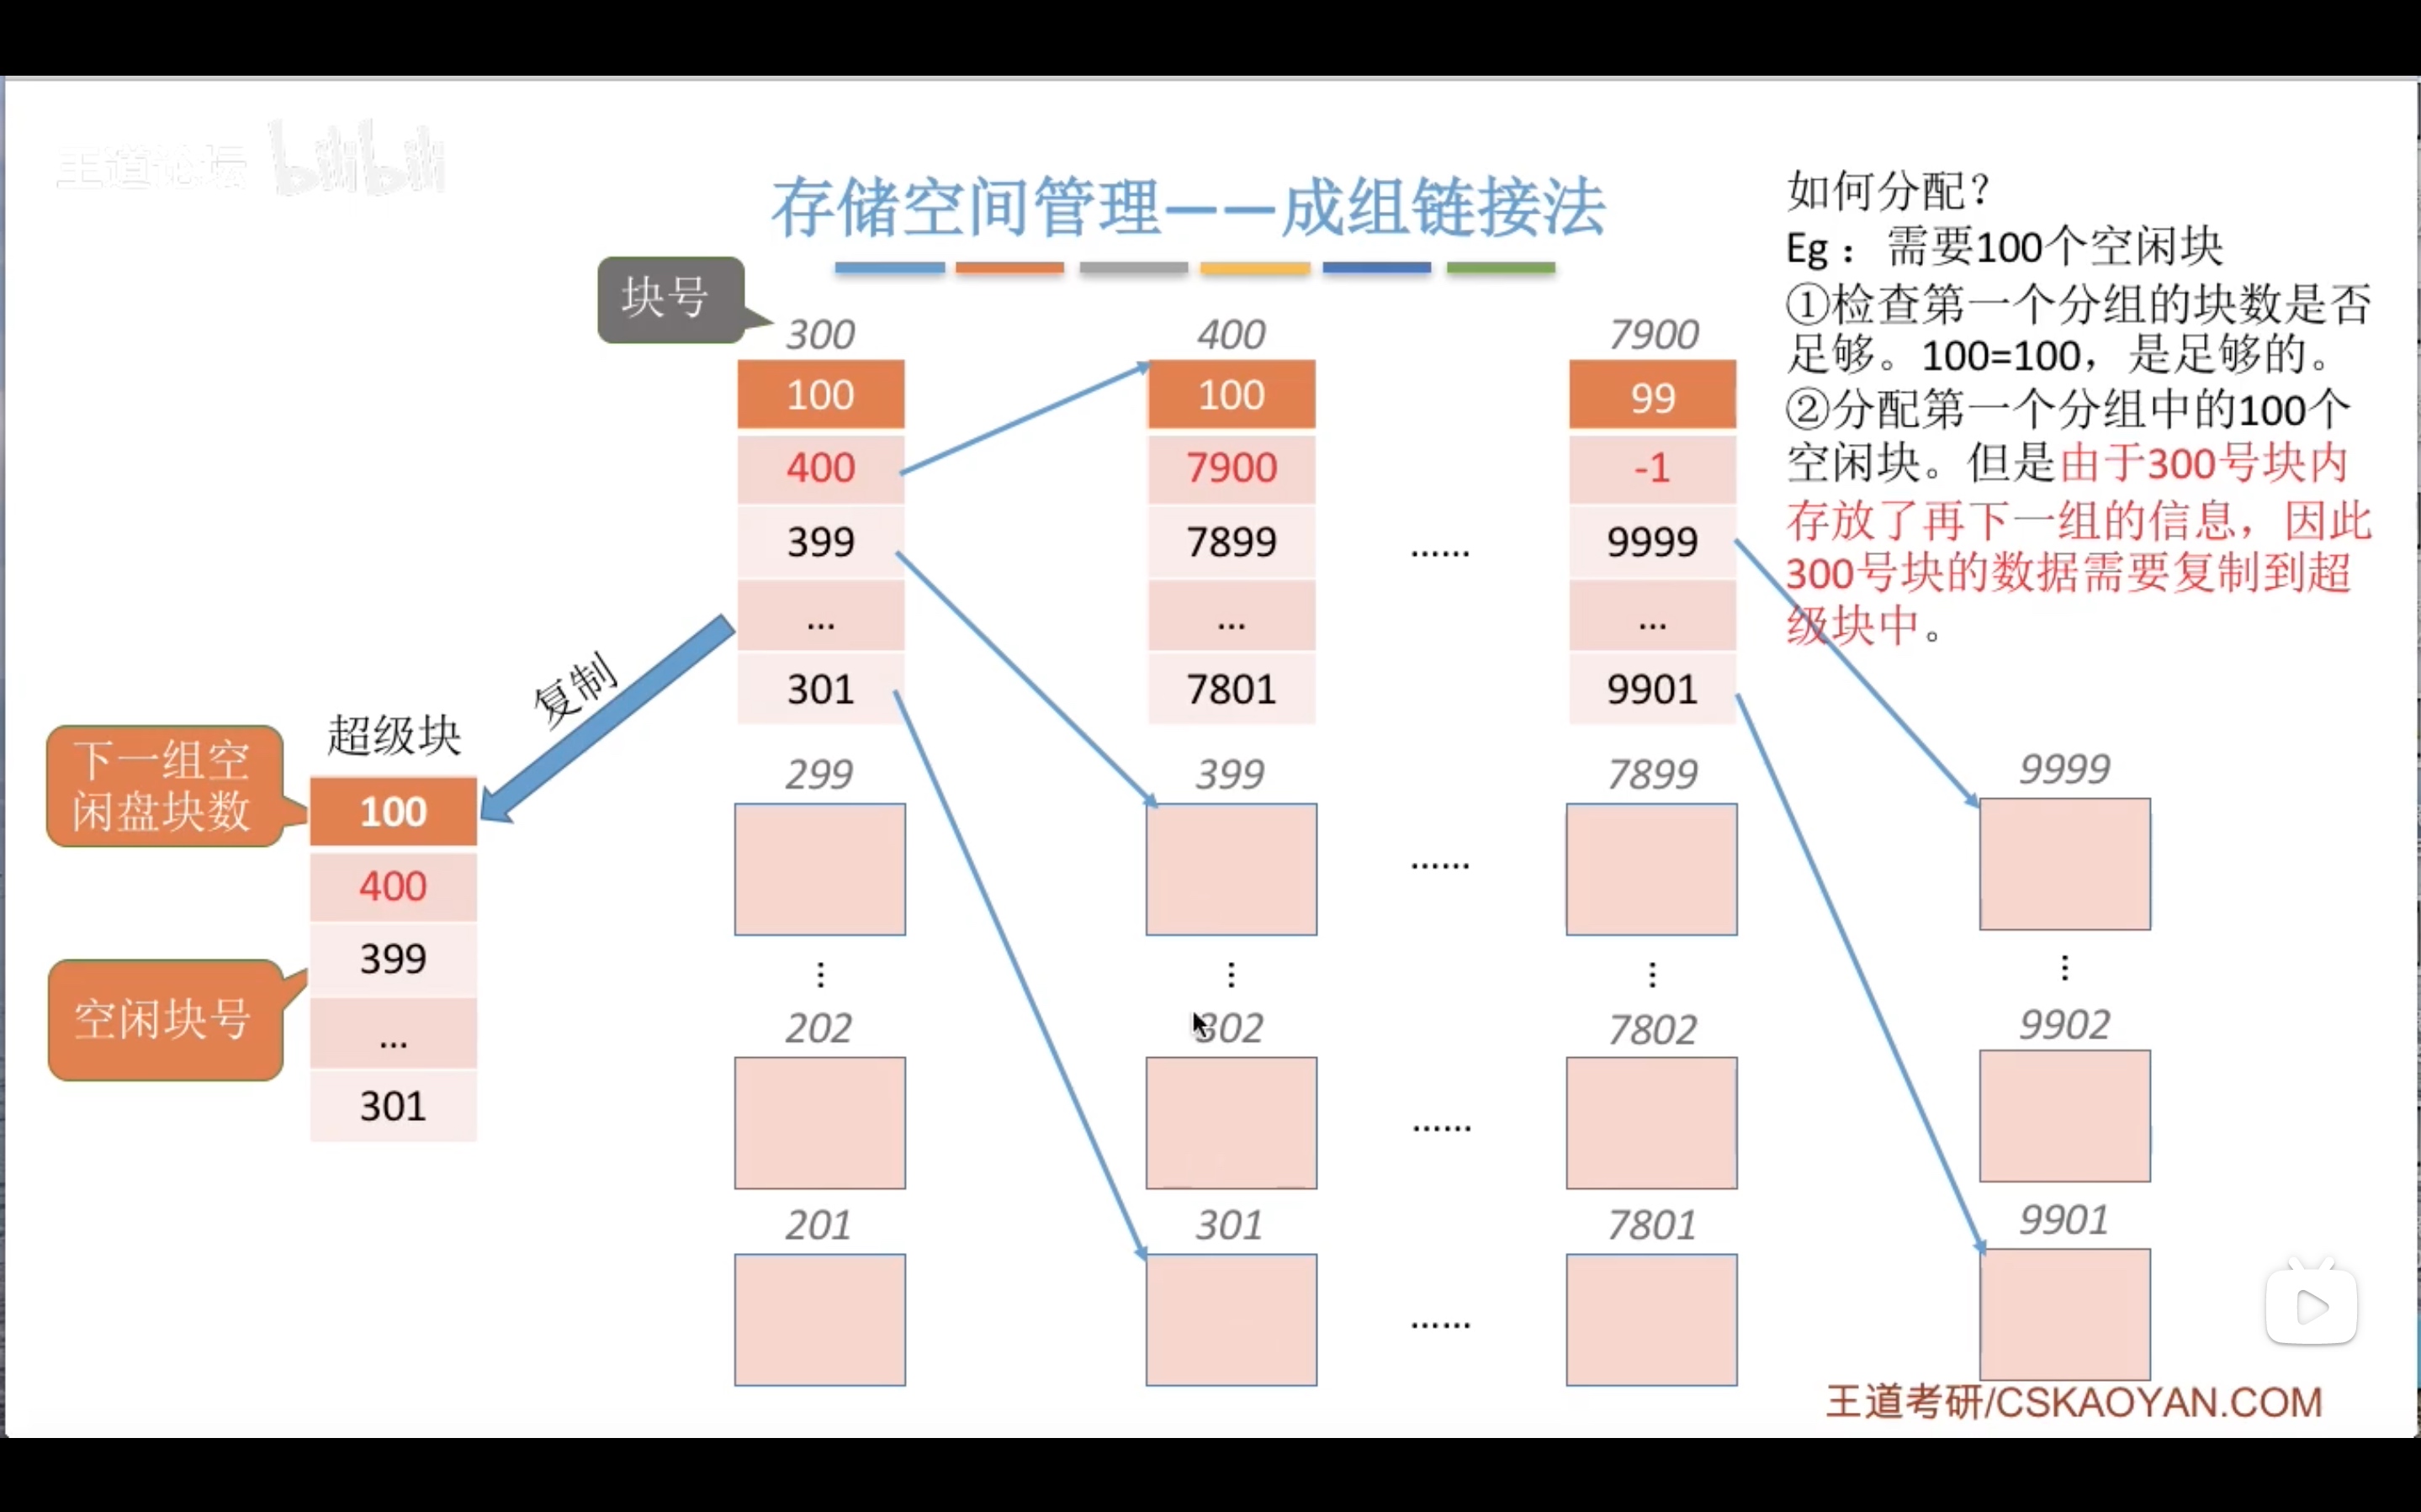 王道论坛 bilibili
存储空间管理——成组链接法
如何分配？
Eg： 需要100个空闲块
①检查第一个分组的块数是否
足够。100=100，是足够的。
②分配第一个分组中的100个
空闲块。但是由于300号块内
存放了再下一组的信息，因此
300号块的数据需要复制到超
级块中。
块号
300
100
400
399
...
301
400
100
7900
7899
...
7801
......
7900
99
-1
9999
...
9901
复制
超级块
下一组空
闲盘块数
空闲块号
100
400
399
...
301
299
399
7899
9999
......
202
302
7802
9902
......
201
301
7801
9901
......
王道考研/CSKAOYAN.COM